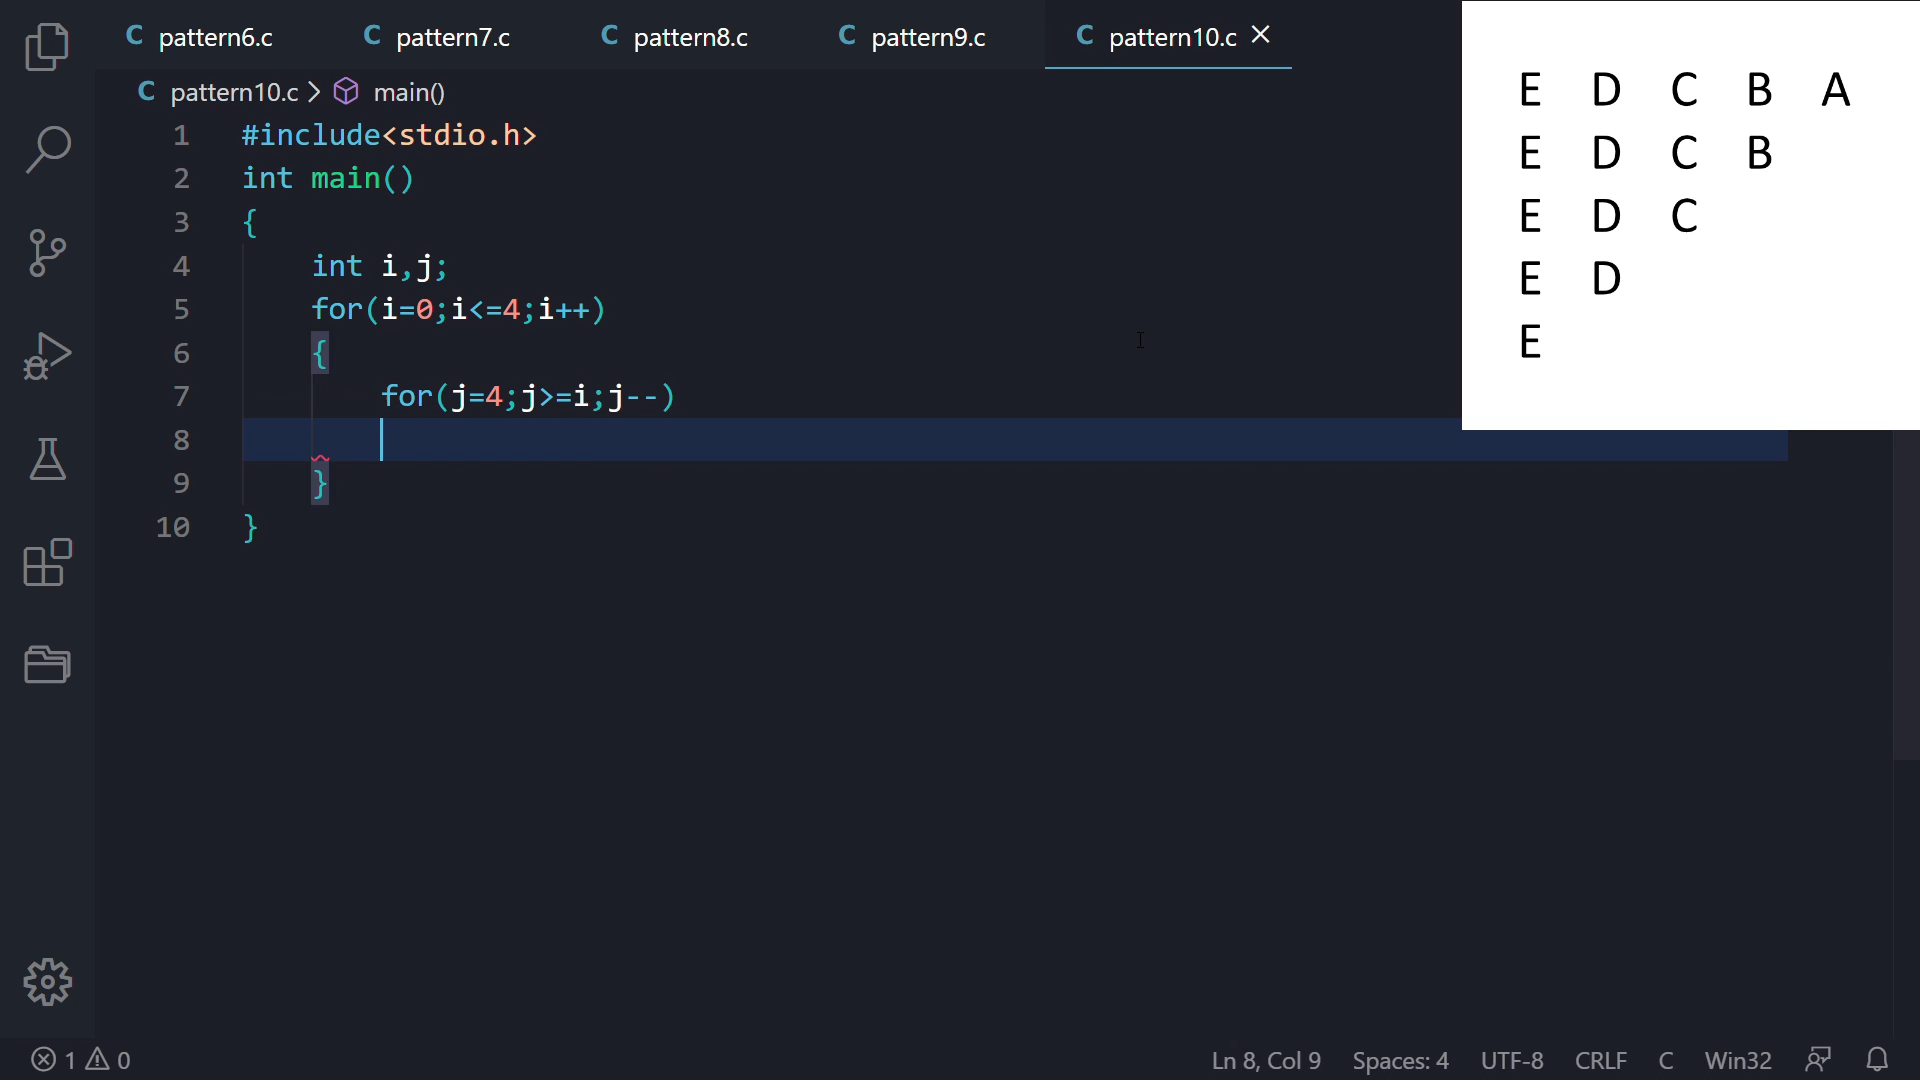 C pattern6.c C pattern7.c C pattern8.c C pattern9.c C pattern10.c
C pattern10.c > main()
1 #include<stdio.h>
2 int main()
3 {
4 int i,j;
5 for(i=0;i<=4;i++)
6 {
7 for(j=4;j>=i;j--)
8
9 }
10 }
E D C B A
E D C B
E D C
E D
E
1 0 Ln 8, Col 9 Spaces: 4 UTF-8 CRLF C Win32